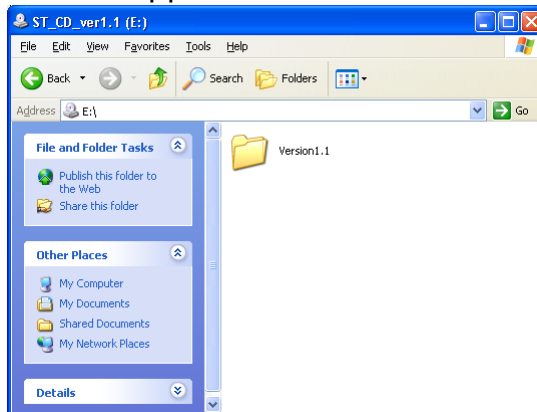 ST_CD_ver1.1 (E:)
File Edit View Favorites Tools Help
Back Search Folders
Address E:\ Go
File and Folder Tasks
Publish this folder to
the Web
Share this folder
Other Places
My Computer
My Documents
Shared Documents
My Network Places
Details
Version1.1